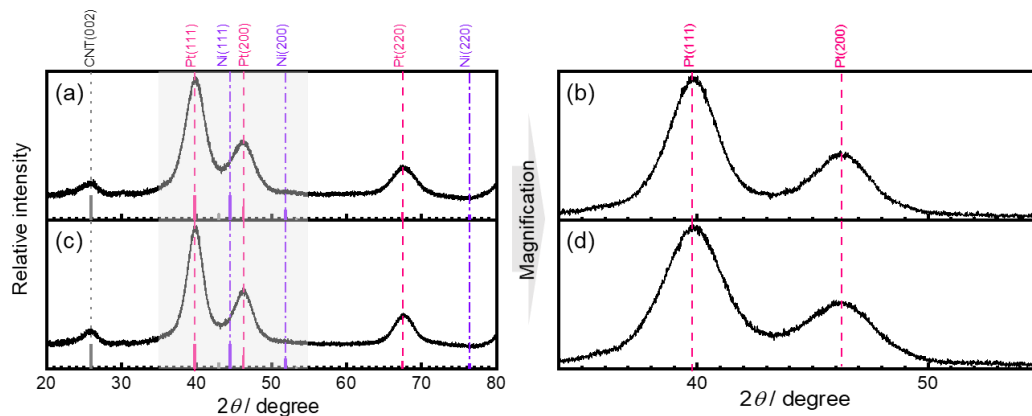 CNT(002)
Pt(111)
Ni(111)
Pt(200)
Ni(200)
Pt(220)
Ni(220)
Pt(111)
Pt(200)
(a)
(b)
(c)
(d)
Relative intensity
Magnification
20 30 40 50 60 70 80
40 50
2θ / degree
2θ / degree